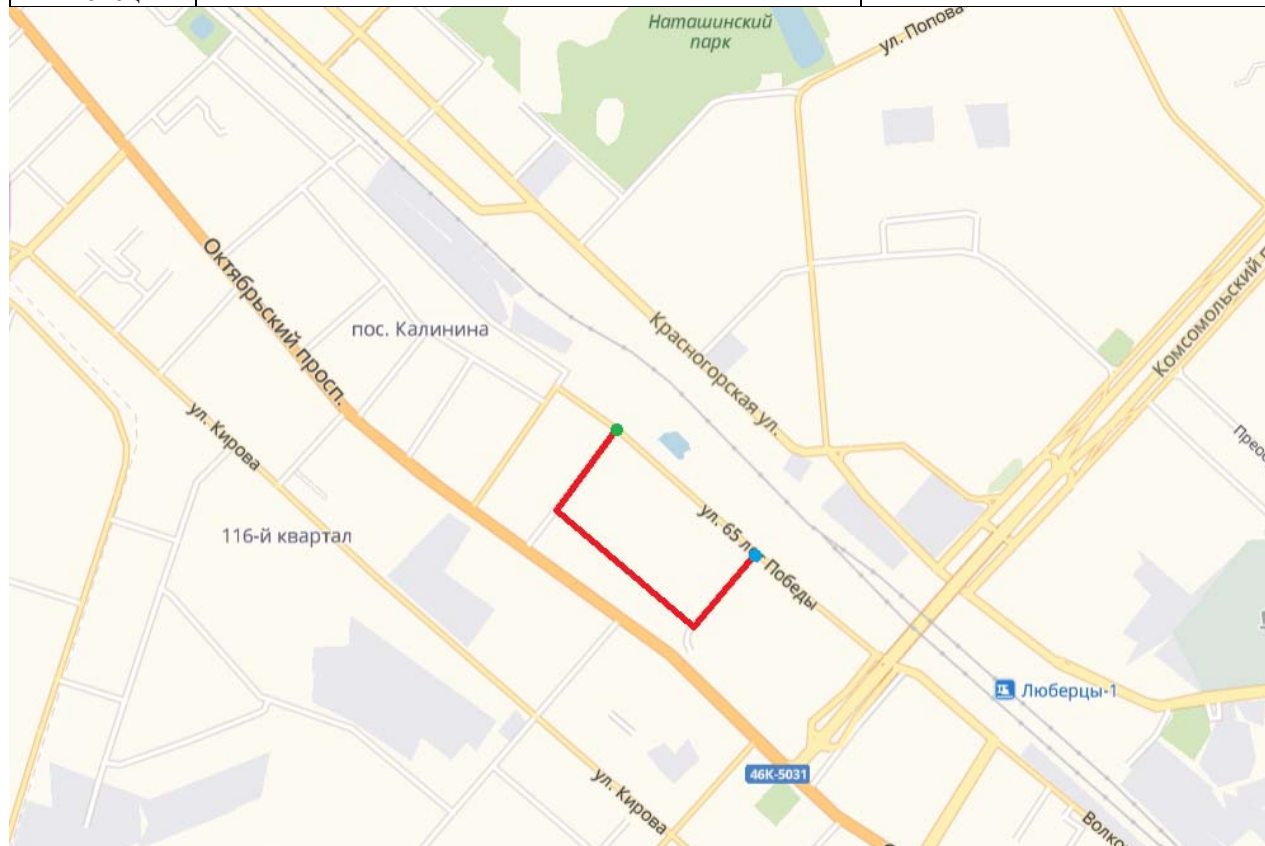 Наташинский
парк
ул. Попова
Октябрьский просп.
пос. Калинина
Красногорская ул.
Комсомольский
ул. Кирова
116-й квартал
ул. 65 лет Победы
Люберцы-1
46К-5031
ул. Кирова